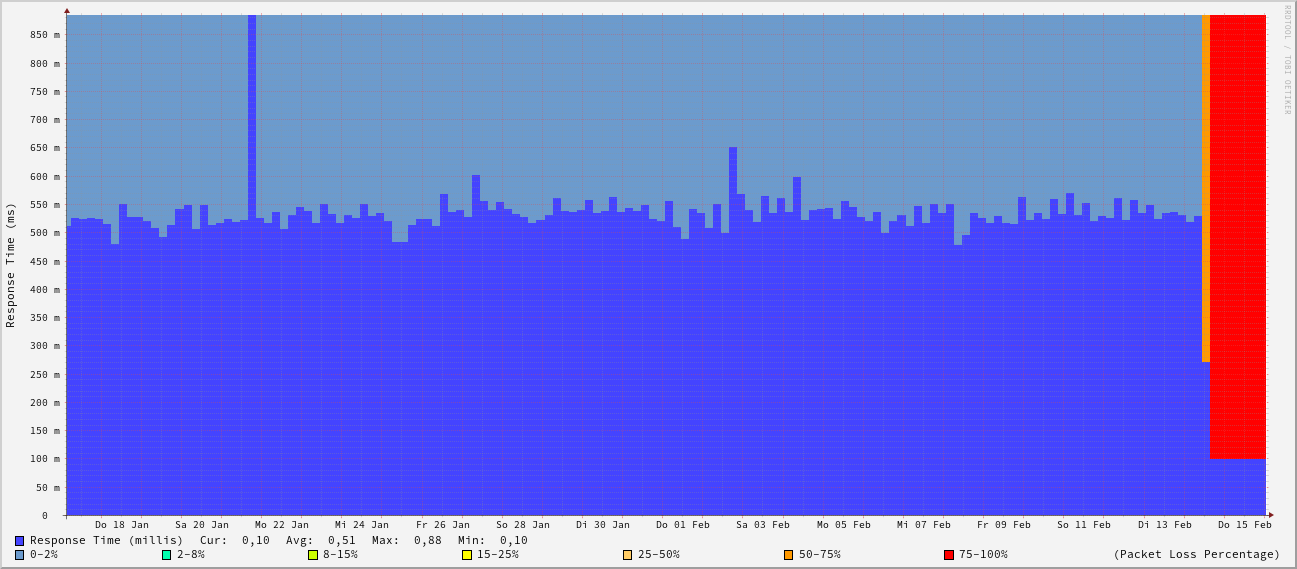 RRDTOOL / TOBI OETIKER
Response Time (ms)
850 m
800 m
750 m
700 m
650 m
600 m
550 m
500 m
450 m
400 m
350 m
300 m
250 m
200 m
150 m
100 m
50 m
0
Do 18 Jan Sa 20 Jan Mo 22 Jan Mi 24 Jan Fr 26 Jan So 28 Jan Di 30 Jan Do 01 Feb Sa 03 Feb Mo 05 Feb Mi 07 Feb Fr 09 Feb So 11 Feb Di 13 Feb Do 15 Feb
Response Time (millis) Cur: 0,10 Avg: 0,51 Max: 0,88 Min: 0,10
0-2% 2-8% 8-15% 15-25% 25-50% 50-75% 75-100% (Packet Loss Percentage)